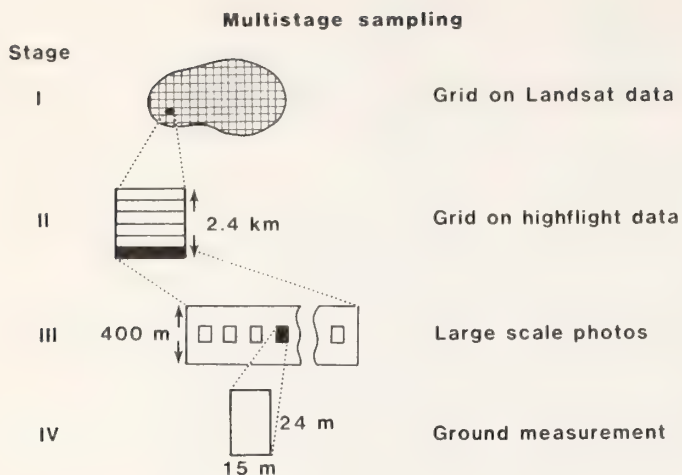 Multistage sampling
Stage
I Grid on Landsat data
II 2.4 km Grid on highflight data
III 400 m Large scale photos
24 m
IV Ground measurement
15 m